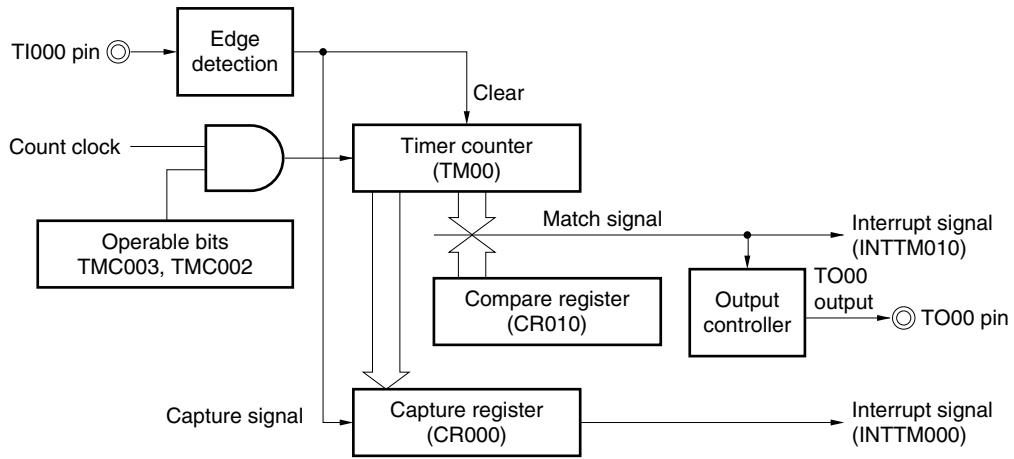 Edge
detection
TI000 pin
Clear
Count clock
Timer counter
(TM00)
Operable bits
TMC003, TMC002
Match signal
Interrupt signal
(INTTM010)
Compare register
(CR010)
Output
controller
TO00
output
TO00 pin
Capture signal
Capture register
(CR000)
Interrupt signal
(INTTM000)